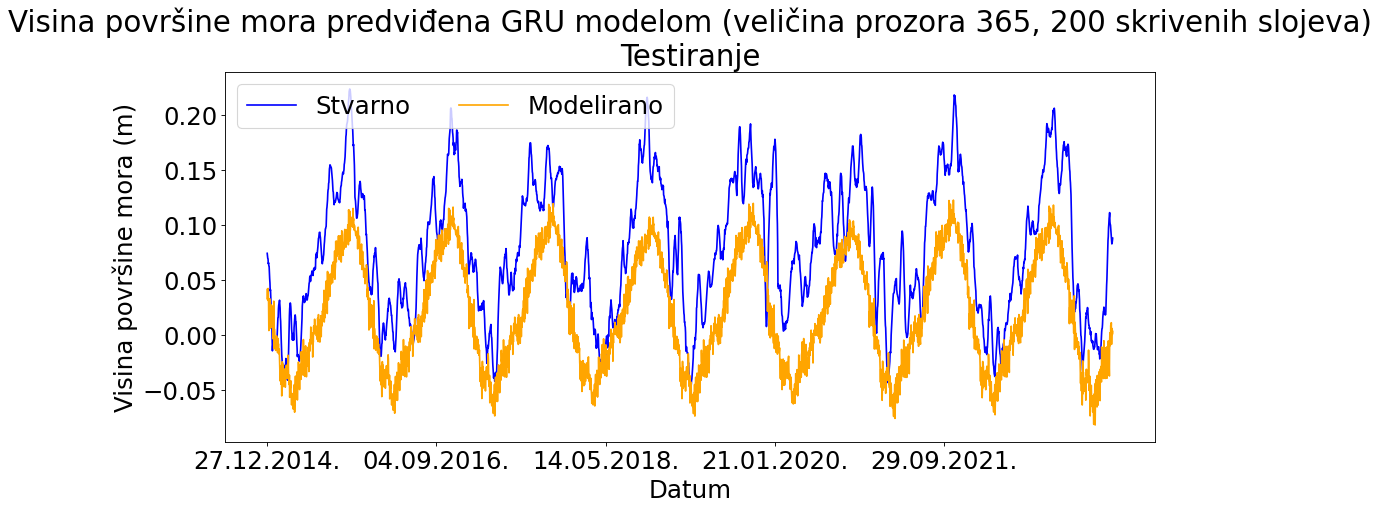 Visina površine mora predviđena GRU modelom (veličina prozora 365, 200 skrivenih slojeva)
Testiranje
Stvarno
Modelirano
Visina površine mora (m)
0.20
0.15
0.10
0.05
0.00
−0.05
27.12.2014.
04.09.2016.
14.05.2018.
21.01.2020.
29.09.2021.
Datum